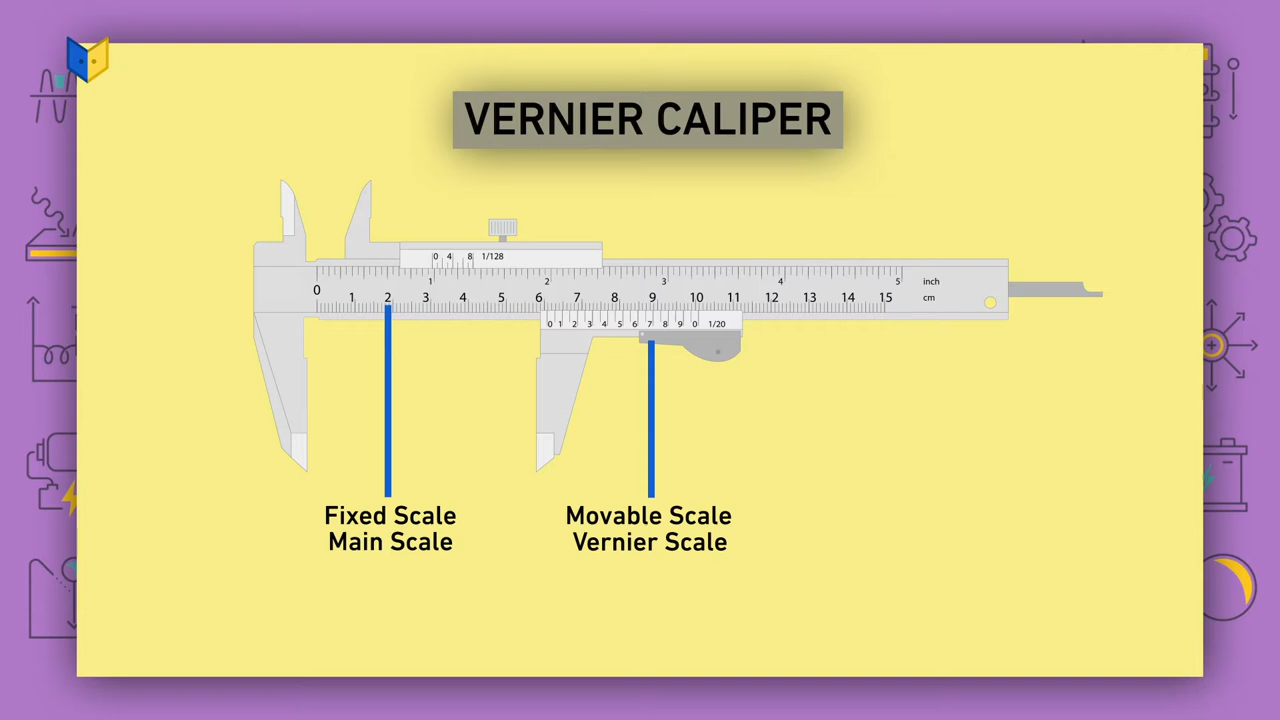 VERNIER CALIPER
0 4 8 1/128
1 2 3 4 5 inch
0 1 2 3 4 5 6 7 8 9 10 11 12 13 14 15 cm
0 1 2 3 4 5 6 7 8 9 0 1/20
Fixed Scale
Main Scale
Movable Scale
Vernier Scale